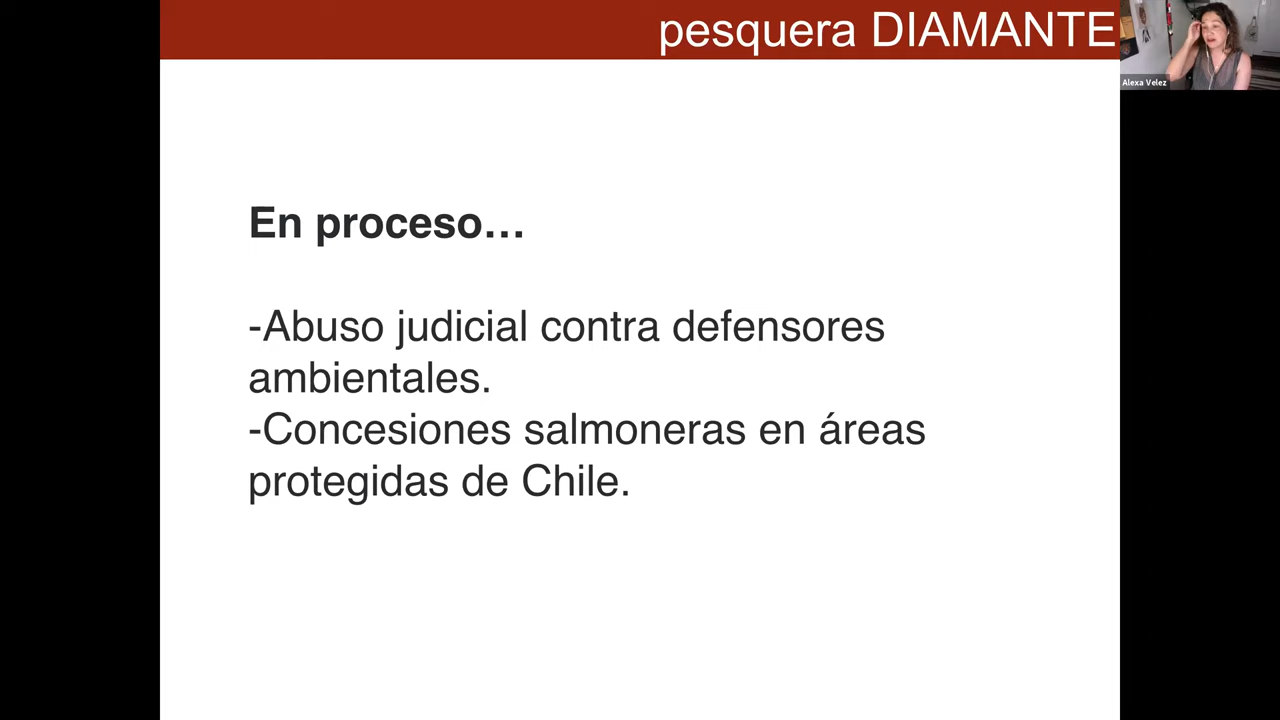 pesquera DIAMANTE
Alexa Velez
En proceso…
-Abuso judicial contra defensores
ambientales.
-Concesiones salmoneras en áreas
protegidas de Chile.